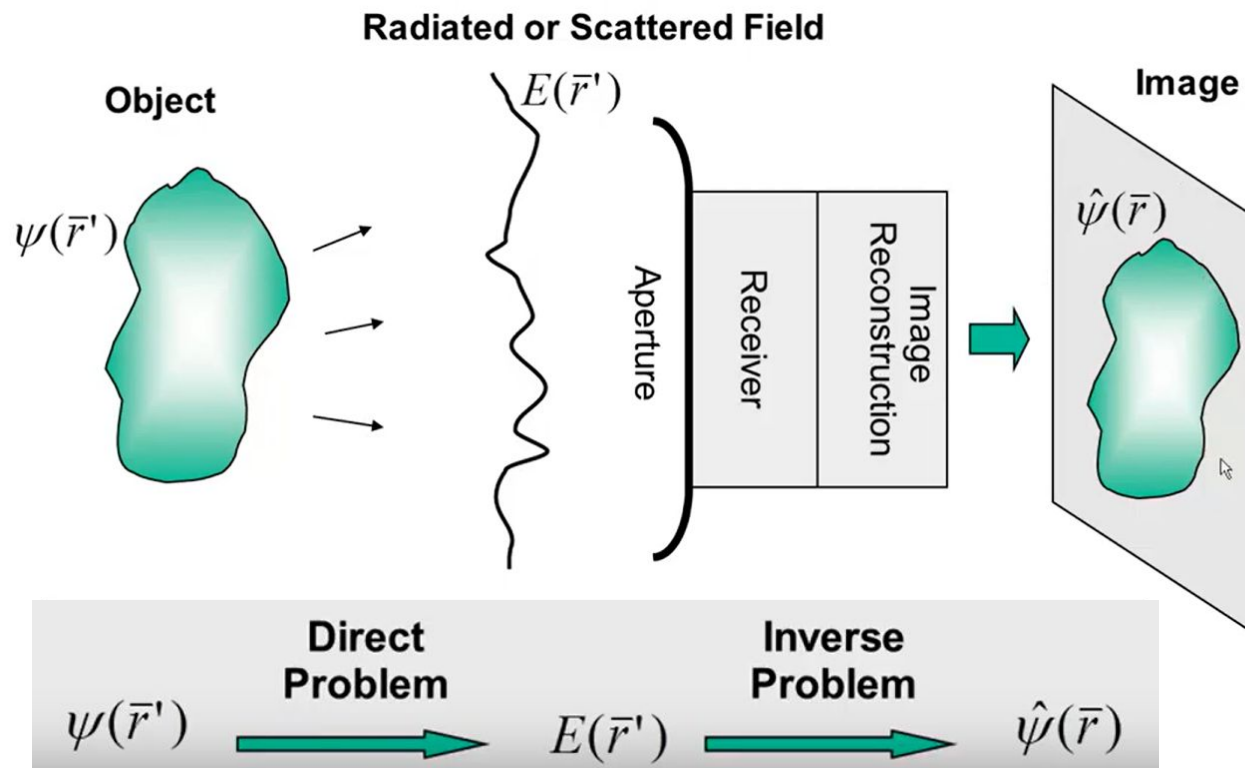 Radiated or Scattered Field
Object
E(r̅')
Image
ψ(r̅')
ψ̂(r̅)
Aperture
Receiver
Image
Reconstruction
Direct
Problem
Inverse
Problem
ψ(r̅')
E(r̅')
ψ̂(r̅)